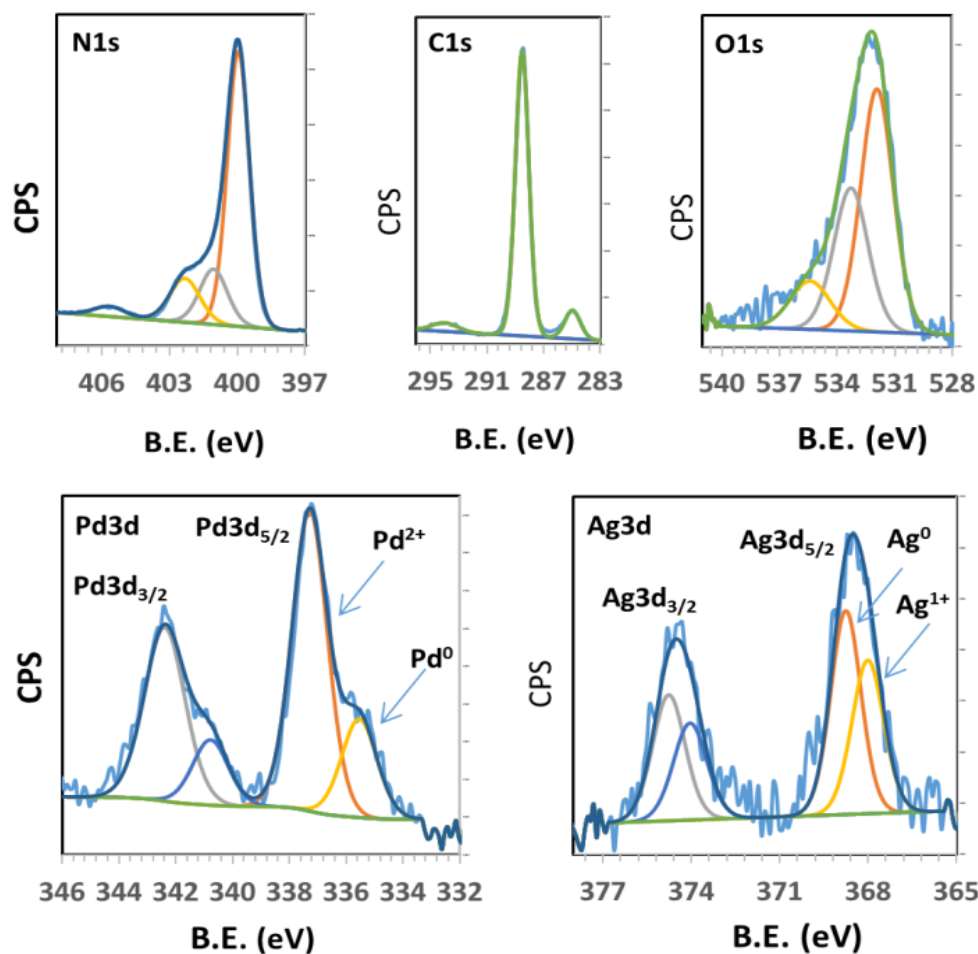 N1s
CPS
406 403 400 397
B.E. (eV)
C1s
CPS
295 291 287 283
B.E. (eV)
O1s
CPS
540 537 534 531 528
B.E. (eV)
Pd3d
Pd3d3/2
Pd3d5/2
Pd2+
Pd0
CPS
346 344 342 340 338 336 334 332
B.E. (eV)
Ag3d
Ag3d3/2
Ag3d5/2
Ag0
Ag1+
CPS
377 374 371 368 365
B.E. (eV)